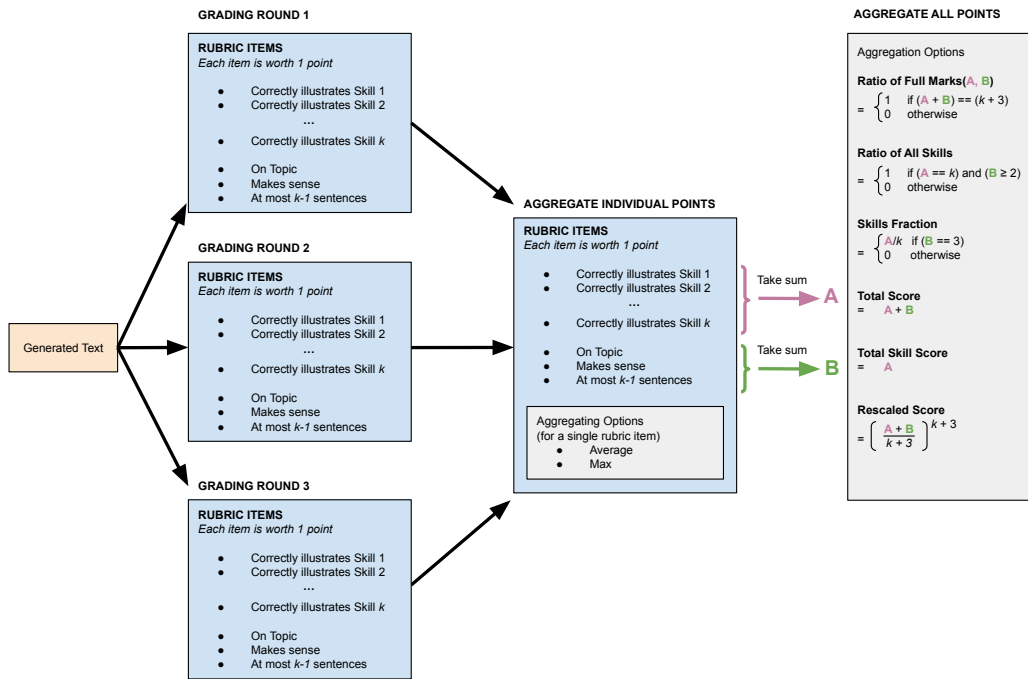 GRADING ROUND 1
RUBRIC ITEMS
Each item is worth 1 point
● Correctly illustrates Skill 1
● Correctly illustrates Skill 2
...
● Correctly illustrates Skill k
● On Topic
● Makes sense
● At most k-1 sentences
GRADING ROUND 2
RUBRIC ITEMS
Each item is worth 1 point
● Correctly illustrates Skill 1
● Correctly illustrates Skill 2
...
● Correctly illustrates Skill k
● On Topic
● Makes sense
● At most k-1 sentences
Generated Text
GRADING ROUND 3
RUBRIC ITEMS
Each item is worth 1 point
● Correctly illustrates Skill 1
● Correctly illustrates Skill 2
...
● Correctly illustrates Skill k
● On Topic
● Makes sense
● At most k-1 sentences
AGGREGATE INDIVIDUAL POINTS
RUBRIC ITEMS
Each item is worth 1 point
● Correctly illustrates Skill 1
● Correctly illustrates Skill 2
...
● Correctly illustrates Skill k
● On Topic
● Makes sense
● At most k-1 sentences
Aggregating Options
(for a single rubric item)
● Average
● Max
Take sum
A
Take sum
B
AGGREGATE ALL POINTS
Aggregation Options
Ratio of Full Marks(A, B)
= { 1 if (A + B) == (k + 3)
0 otherwise
Ratio of All Skills
= { 1 if (A == k) and (B ≥ 2)
0 otherwise
Skills Fraction
= { A/k if (B == 3)
0 otherwise
Total Score
= A + B
Total Skill Score
= A
Rescaled Score
= ( A + B / k + 3 ) k + 3